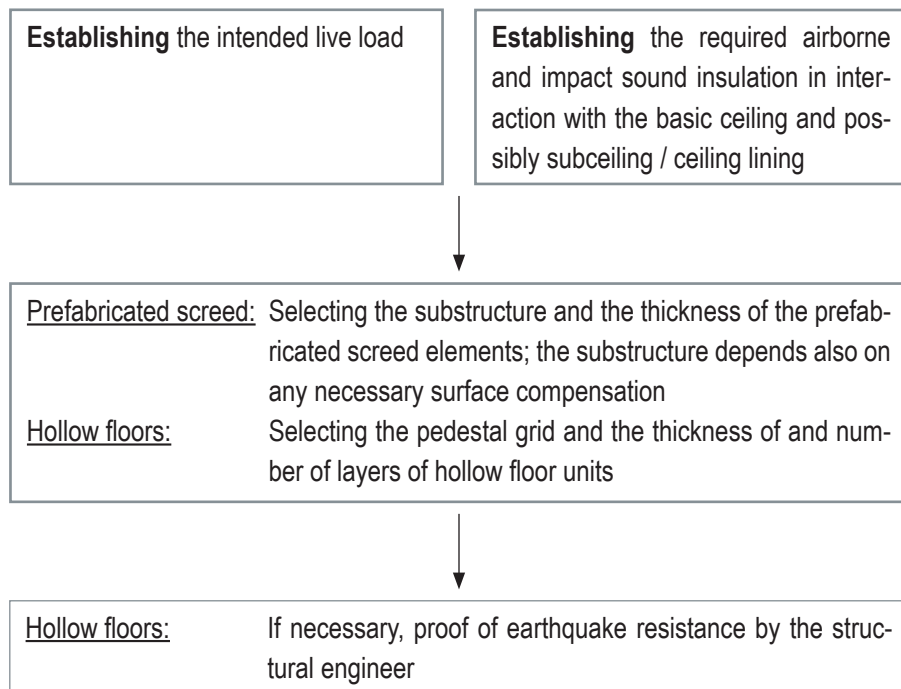 Establishing the intended live load
Establishing the required airborne
and impact sound insulation in inter-
action with the basic ceiling and pos-
sibly subceiling / ceiling lining
Prefabricated screed: Selecting the substructure and the thickness of the prefab-
ricated screed elements; the substructure depends also on
any necessary surface compensation
Hollow floors: Selecting the pedestal grid and the thickness of and num-
ber of layers of hollow floor units
Hollow floors: If necessary, proof of earthquake resistance by the struc-
tural engineer